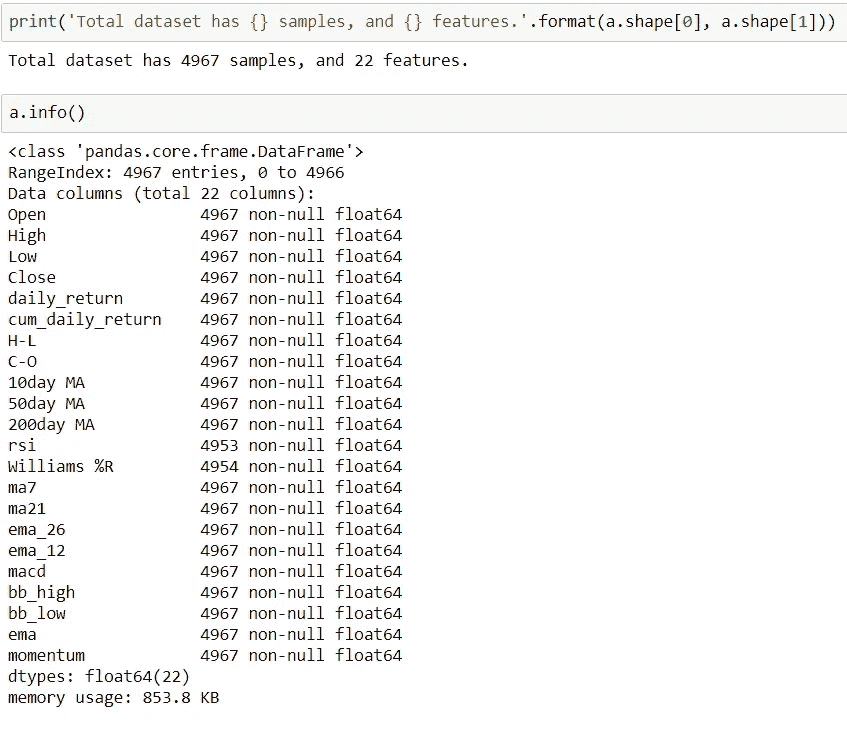 print('Total dataset has {} samples, and {} features.'.format(a.shape[0], a.shape[1]))
Total dataset has 4967 samples, and 22 features.
a.info()
<class 'pandas.core.frame.DataFrame'>
RangeIndex: 4967 entries, 0 to 4966
Data columns (total 22 columns):
Open                4967 non-null float64
High                4967 non-null float64
Low                 4967 non-null float64
Close               4967 non-null float64
daily_return        4967 non-null float64
cum_daily_return    4967 non-null float64
H-L                 4967 non-null float64
C-O                 4967 non-null float64
10day MA            4967 non-null float64
50day MA            4967 non-null float64
200day MA           4967 non-null float64
rsi                 4953 non-null float64
Williams %R         4954 non-null float64
ma7                 4967 non-null float64
ma21                4967 non-null float64
ema_26              4967 non-null float64
ema_12              4967 non-null float64
macd                4967 non-null float64
bb_high             4967 non-null float64
bb_low              4967 non-null float64
ema                 4967 non-null float64
momentum            4967 non-null float64
dtypes: float64(22)
memory usage: 853.8 KB